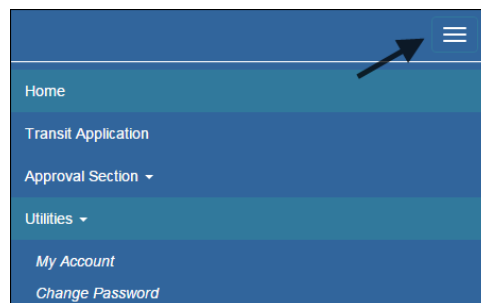 Home
Transit Application
Approval Section
Utilities
My Account
Change Password